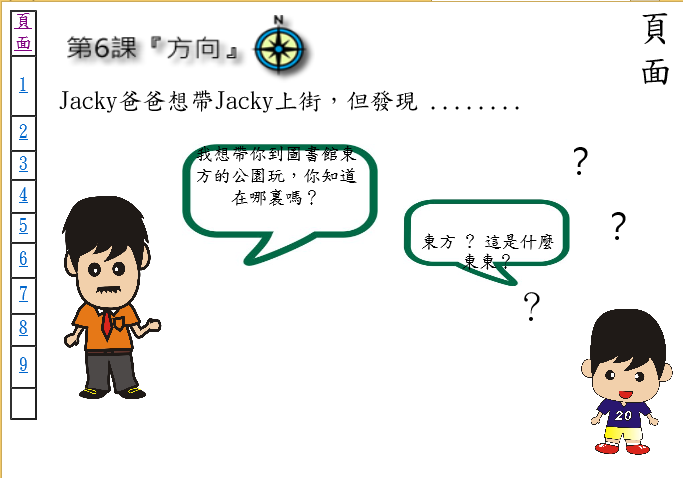 頁
面
1
2
3
4
5
6
7
8
9
第6課『方向』
N
頁
面
Jacky爸爸想帶Jacky上街，但發現 ........
我想帶你到圖書館東
方的公園玩，你知道
在哪裏嗎？
東方 ？ 這是什麼
東東？
?
?
?
20